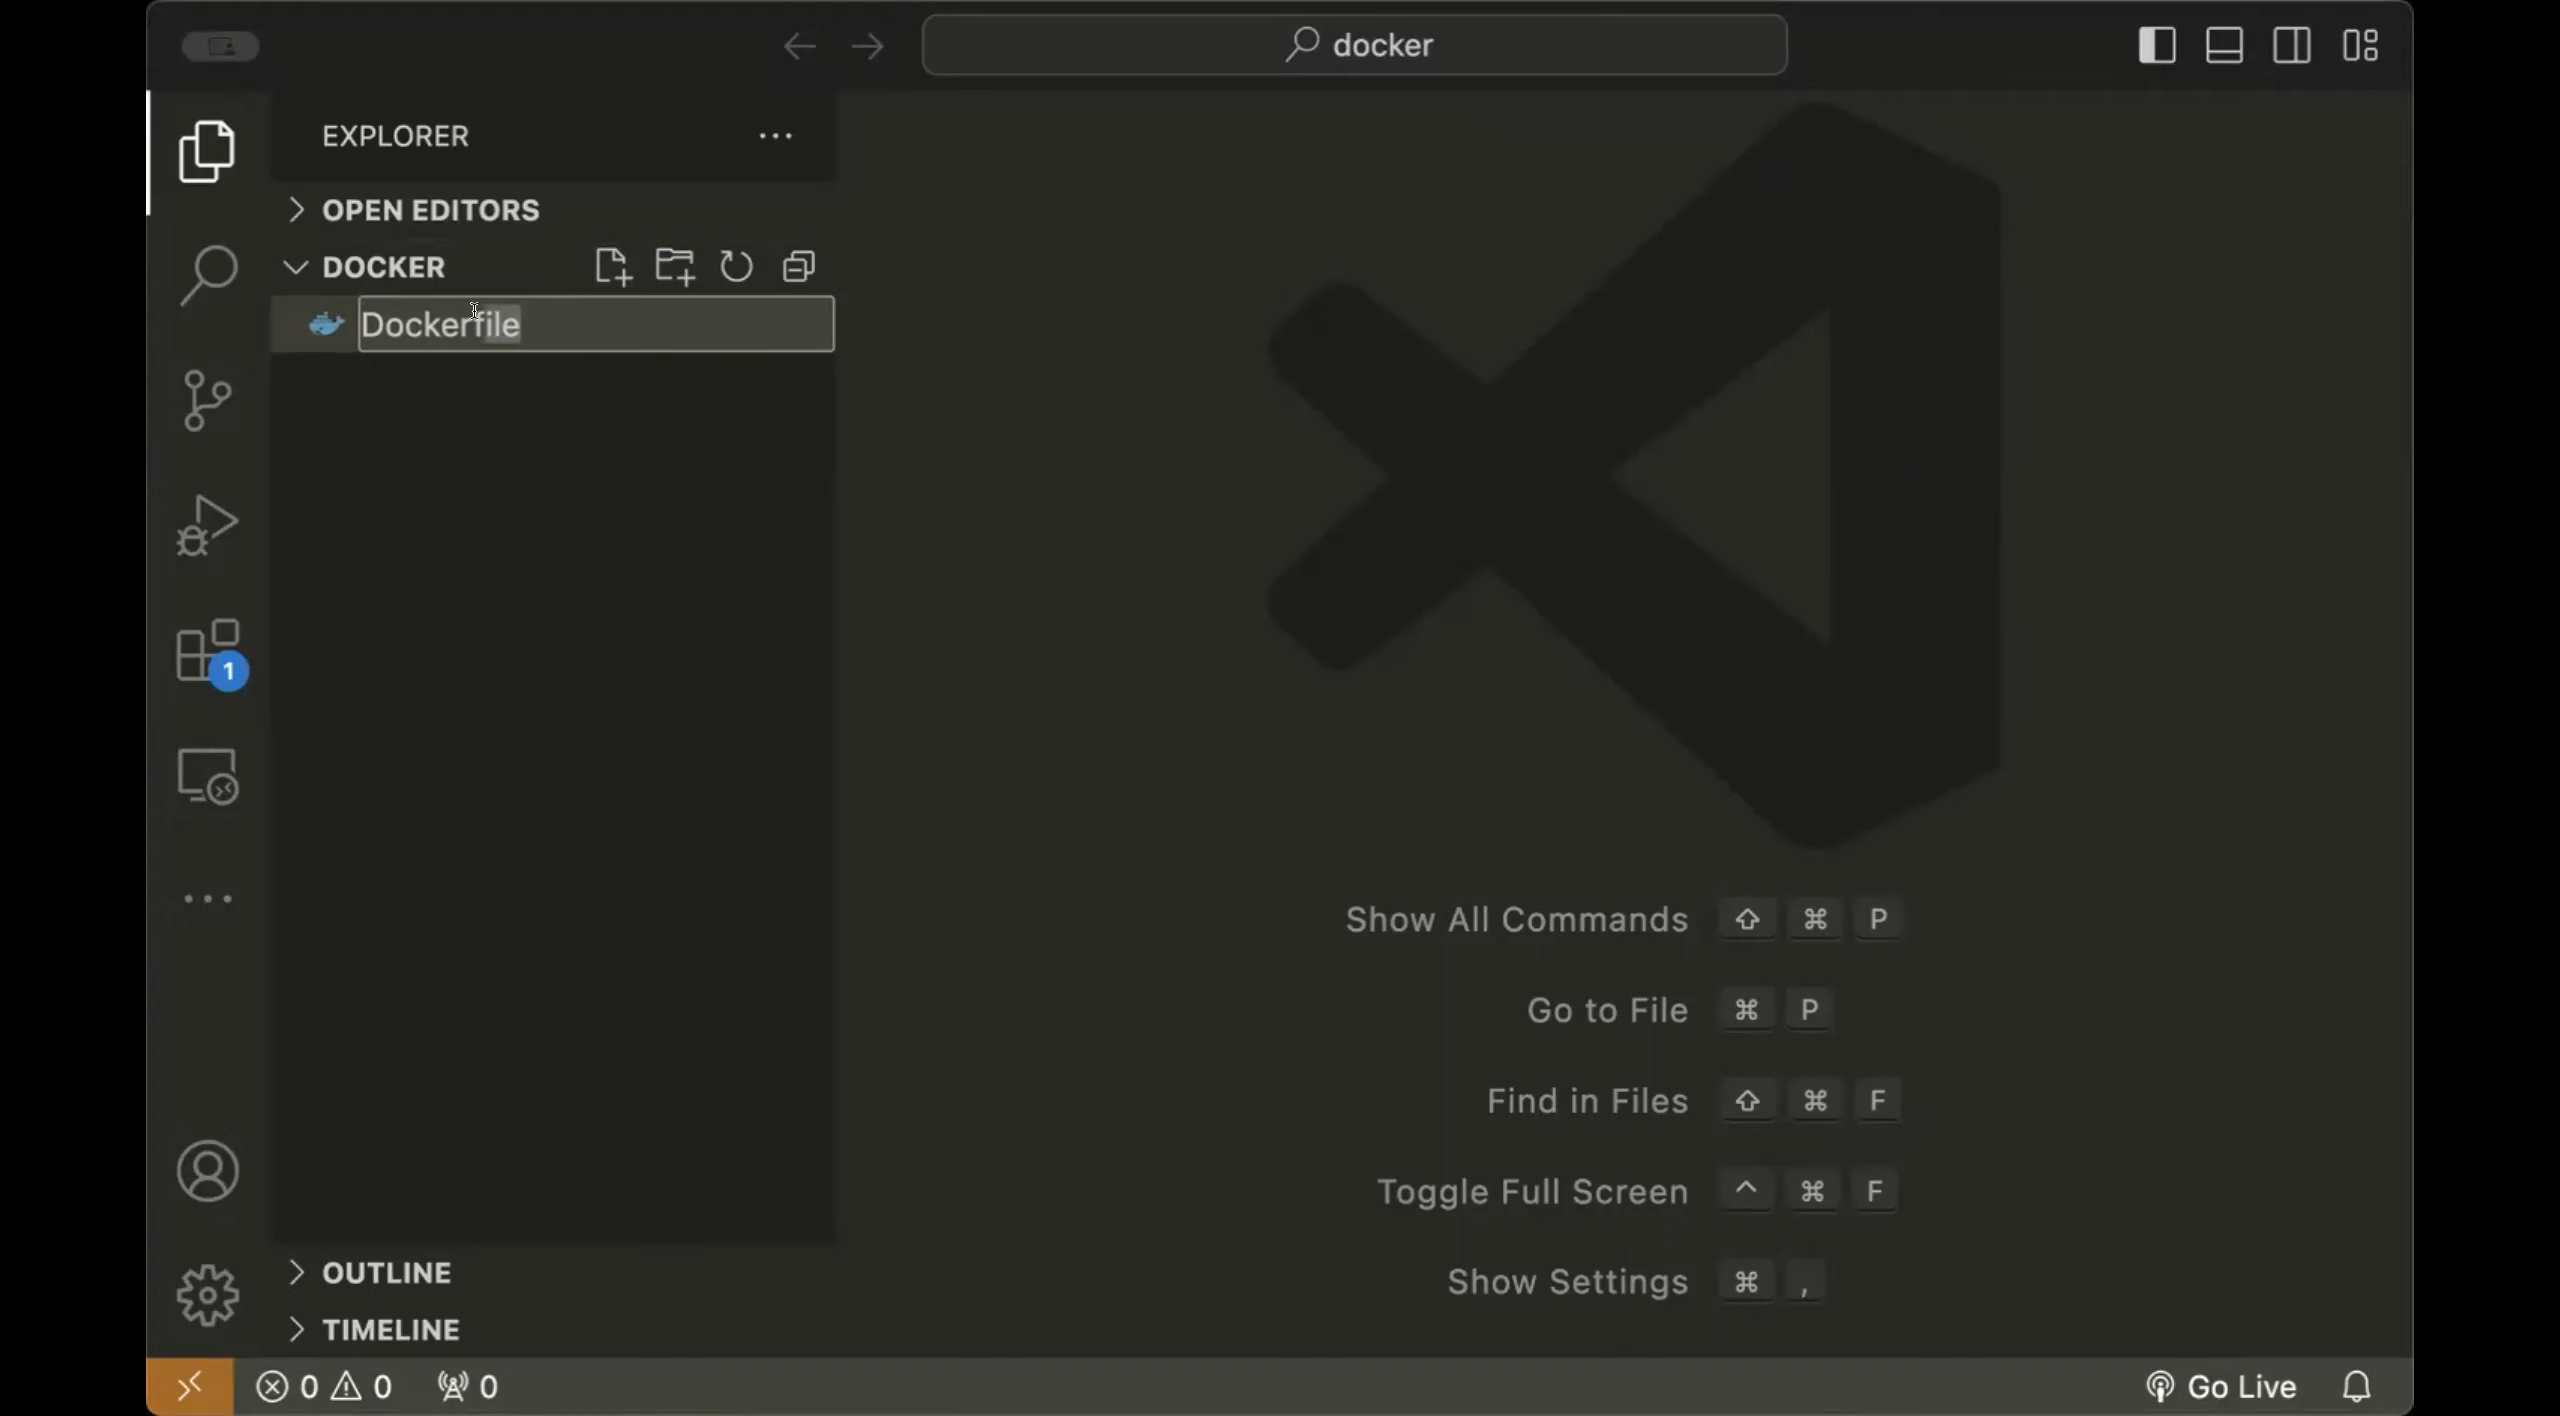 docker
EXPLORER
OPEN EDITORS
DOCKER
Dockerfile
1
Show All Commands ⇧ ⌘ P
Go to File ⌘ P
Find in Files ⇧ ⌘ F
Toggle Full Screen ^ ⌘ F
Show Settings ⌘ ,
OUTLINE
TIMELINE
0 0 0
Go Live